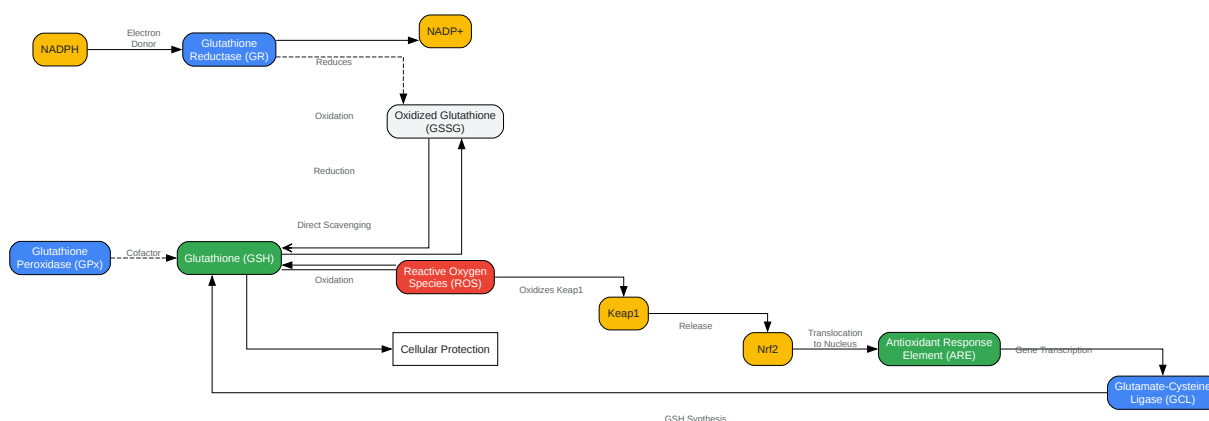 NADPH
Electron
Donor
Glutathione
Reductase (GR)
NADP+
Reduces
Oxidized Glutathione
(GSSG)
Oxidation
Reduction
Direct Scavenging
Glutathione
Peroxidase (GPx)
Cofactor
Glutathione (GSH)
Oxidation
Reactive Oxygen
Species (ROS)
Oxidizes Keap1
Keap1
Release
Cellular Protection
Nrf2
Translocation
to Nucleus
Antioxidant Response
Element (ARE)
Gene Transcription
Glutamate-Cysteine
Ligase (GCL)
GSH Synthesis